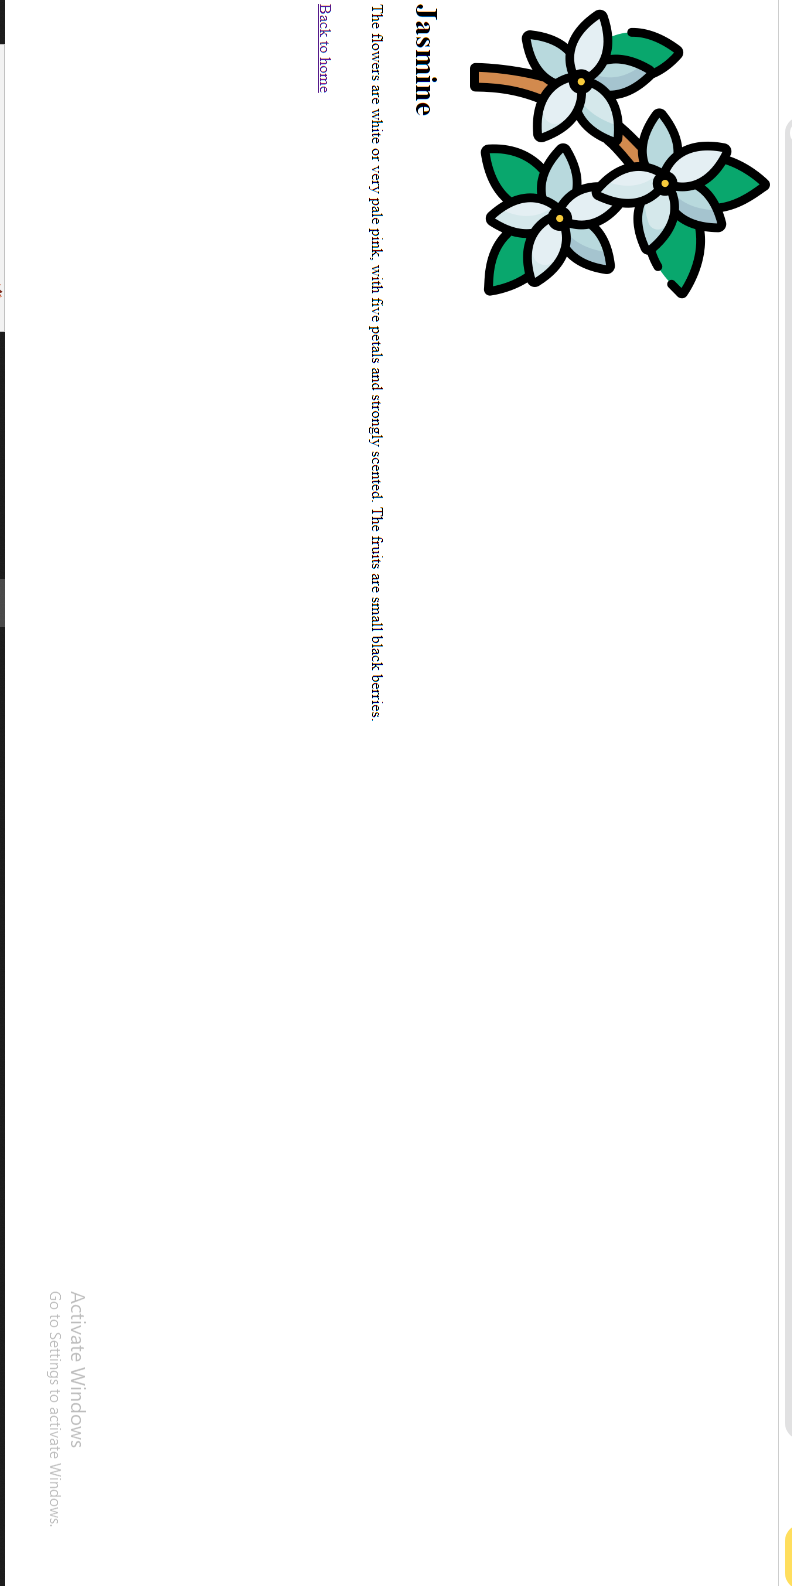 Jasmine
The flowers are white or very pale pink, with five petals and strongly scented. The fruits are small black berries.
Back to home
Activate Windows
Go to Settings to activate Windows.